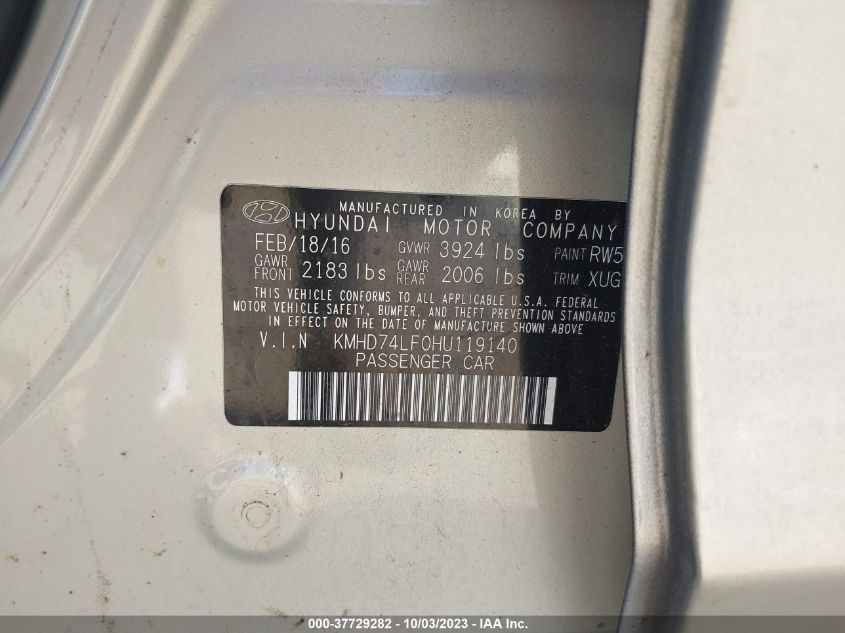 MANUFACTURED IN KOREA BY
HYUNDAI MOTOR COMPANY
FEB/18/16 GVWR 3924 lbs PAINT RW5
GAWR FRONT 2183 lbs GAWR REAR 2006 lbs TRIM XUG
THIS VEHICLE CONFORMS TO ALL APPLICABLE U.S.A. FEDERAL
MOTOR VEHICLE SAFETY, BUMPER, AND THEFT PREVENTION STANDARDS
IN EFFECT ON THE DATE OF MANUFACTURE SHOWN ABOVE
V.I.N KMHD74LF0HU119140
PASSENGER CAR
000-37729282 - 10/03/2023 - IAA Inc.